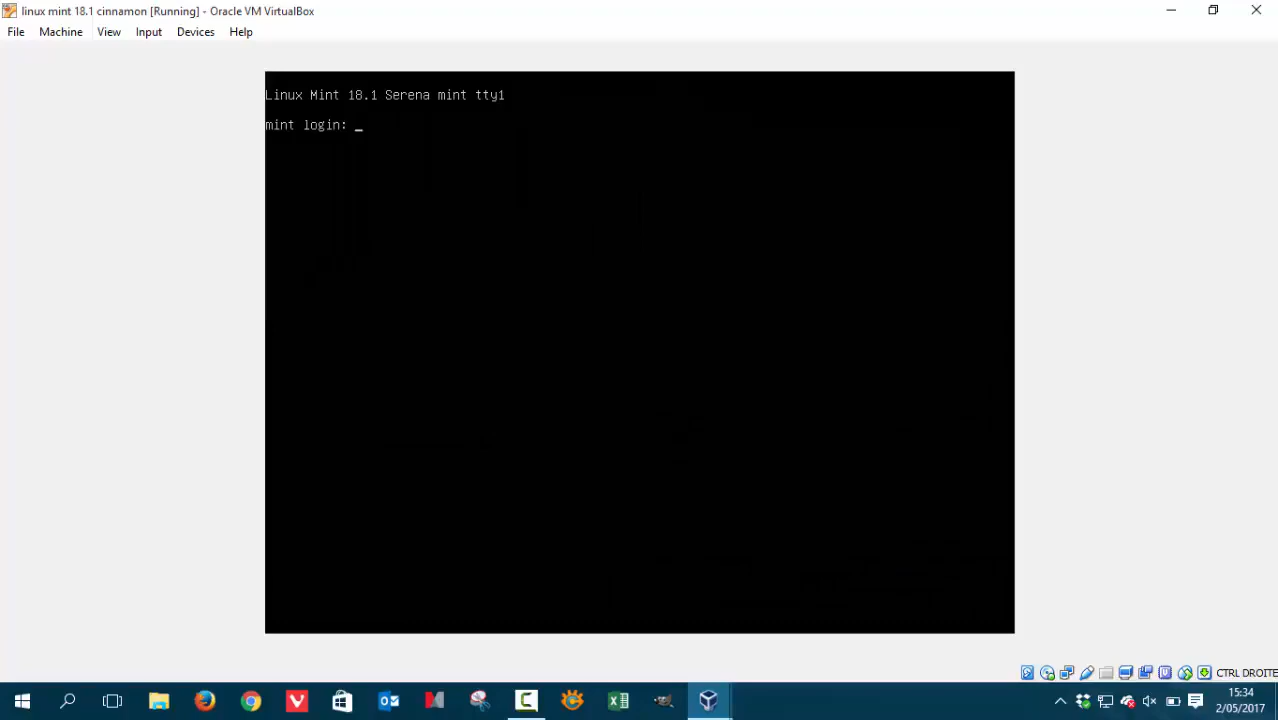 linux mint 18.1 cinnamon [Running] - Oracle VM VirtualBox
File Machine View Input Devices Help
Linux Mint 18.1 Serena mint tty1
mint login: _
CTRL DROITE
15:34
2/05/2017